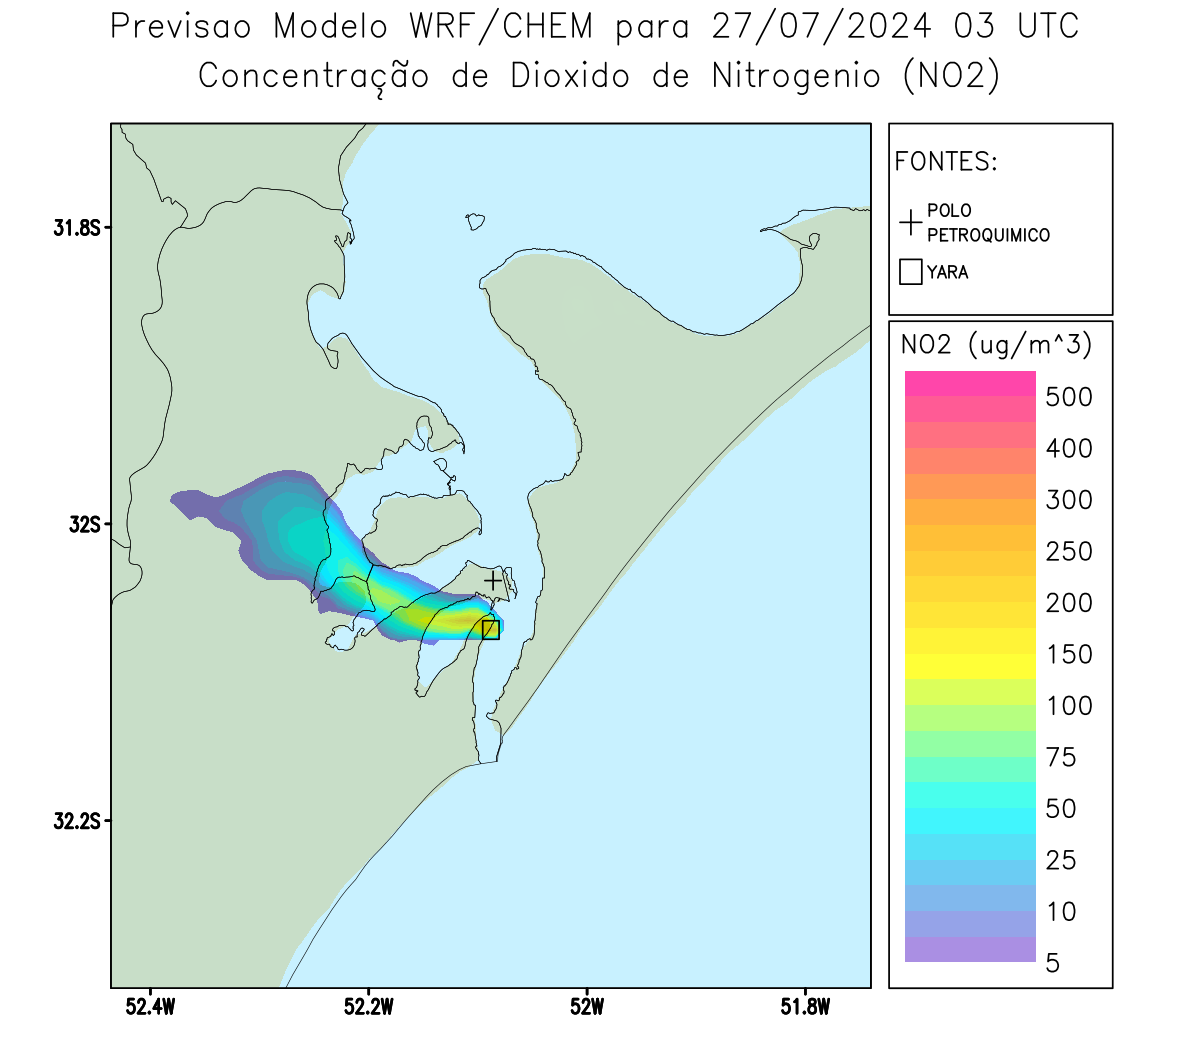 Previsao Modelo WRF/CHEM para 27/07/2024 03 UTC
Concentração de Dioxido de Nitrogenio (NO2)
FONTES:
POLO
PETROQUIMICO
YARA
NO2 (ug/m^3)
500
400
300
250
200
150
100
75
50
25
10
5
31.8S
32S
32.2S
52.4W
52.2W
52W
51.8W